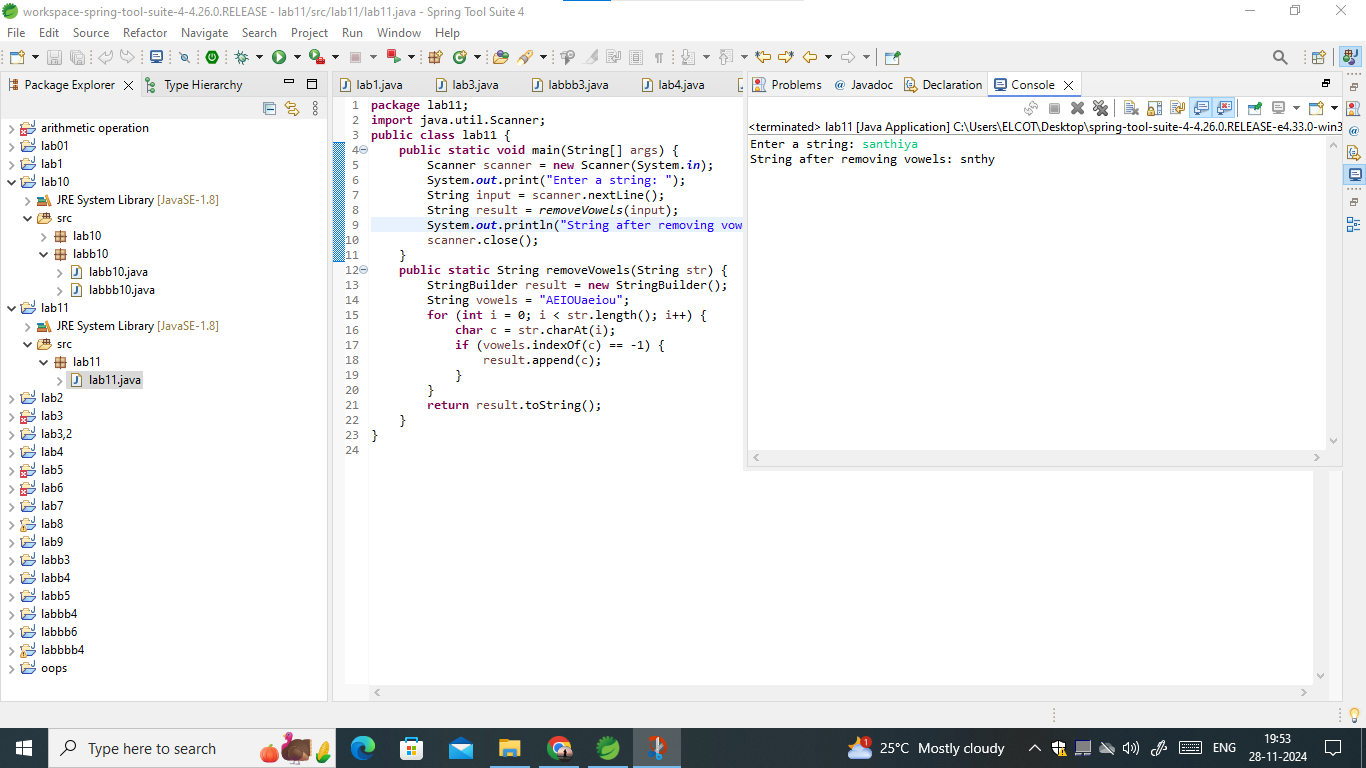 workspace-spring-tool-suite-4-4.26.0.RELEASE - lab11/src/lab11/lab11.java - Spring Tool Suite 4
File Edit Source Refactor Navigate Search Project Run Window Help
Package Explorer Type Hierarchy
arithmetic operation
lab01
lab1
lab10
JRE System Library [JavaSE-1.8]
src
lab10
labb10
labb10.java
labbb10.java
lab11
JRE System Library [JavaSE-1.8]
src
lab11
lab11.java
lab2
lab3
lab3,2
lab4
lab5
lab6
lab7
lab8
lab9
labb3
labb4
labb5
labbb4
labbb6
labbbb4
oops
lab1.java lab3.java labbb3.java lab4.java
1 package lab11;
2 import java.util.Scanner;
3 public class lab11 {
4 public static void main(String[] args) {
5 Scanner scanner = new Scanner(System.in);
6 System.out.print("Enter a string: ");
7 String input = scanner.nextLine();
8 String result = removeVowels(input);
9 System.out.println("String after removing vow
10 scanner.close();
11 }
12 public static String removeVowels(String str) {
13 StringBuilder result = new StringBuilder();
14 String vowels = "AEIOUaeiou";
15 for (int i = 0; i < str.length(); i++) {
16 char c = str.charAt(i);
17 if (vowels.indexOf(c) == -1) {
18 result.append(c);
19 }
20 }
21 return result.toString();
22 }
23 }
24
Problems @ Javadoc Declaration Console
<terminated> lab11 [Java Application] C:\Users\ELCOT\Desktop\spring-tool-suite-4-4.26.0.RELEASE-e4.33.0-win3
Enter a string: santhiya
String after removing vowels: snthy
Type here to search
25°C Mostly cloudy
ENG
19:53
28-11-2024